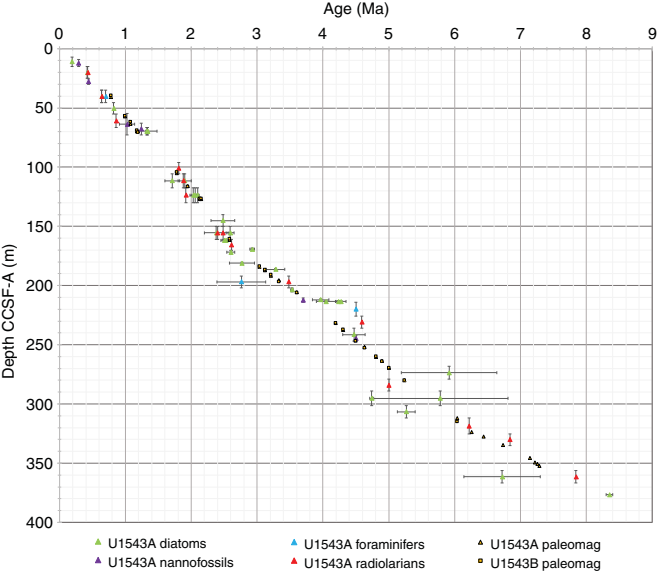 Age (Ma)
0 1 2 3 4 5 6 7 8 9
0
50
100
150
200
250
300
350
400
Depth CCSF-A (m)
U1543A diatoms U1543A foraminifers U1543A paleomag
U1543A nannofossils U1543A radiolarians U1543B paleomag